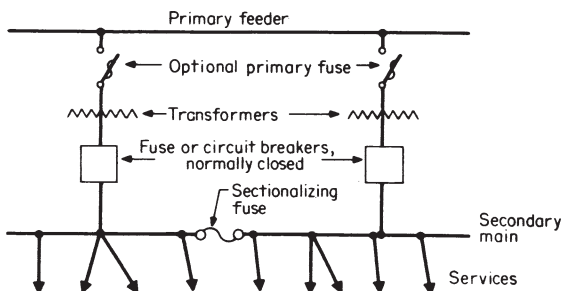 Primary feeder
Optional primary fuse
Transformers
Fuse or circuit breakers,
normally closed
Sectionalizing
fuse
Secondary
main
Services